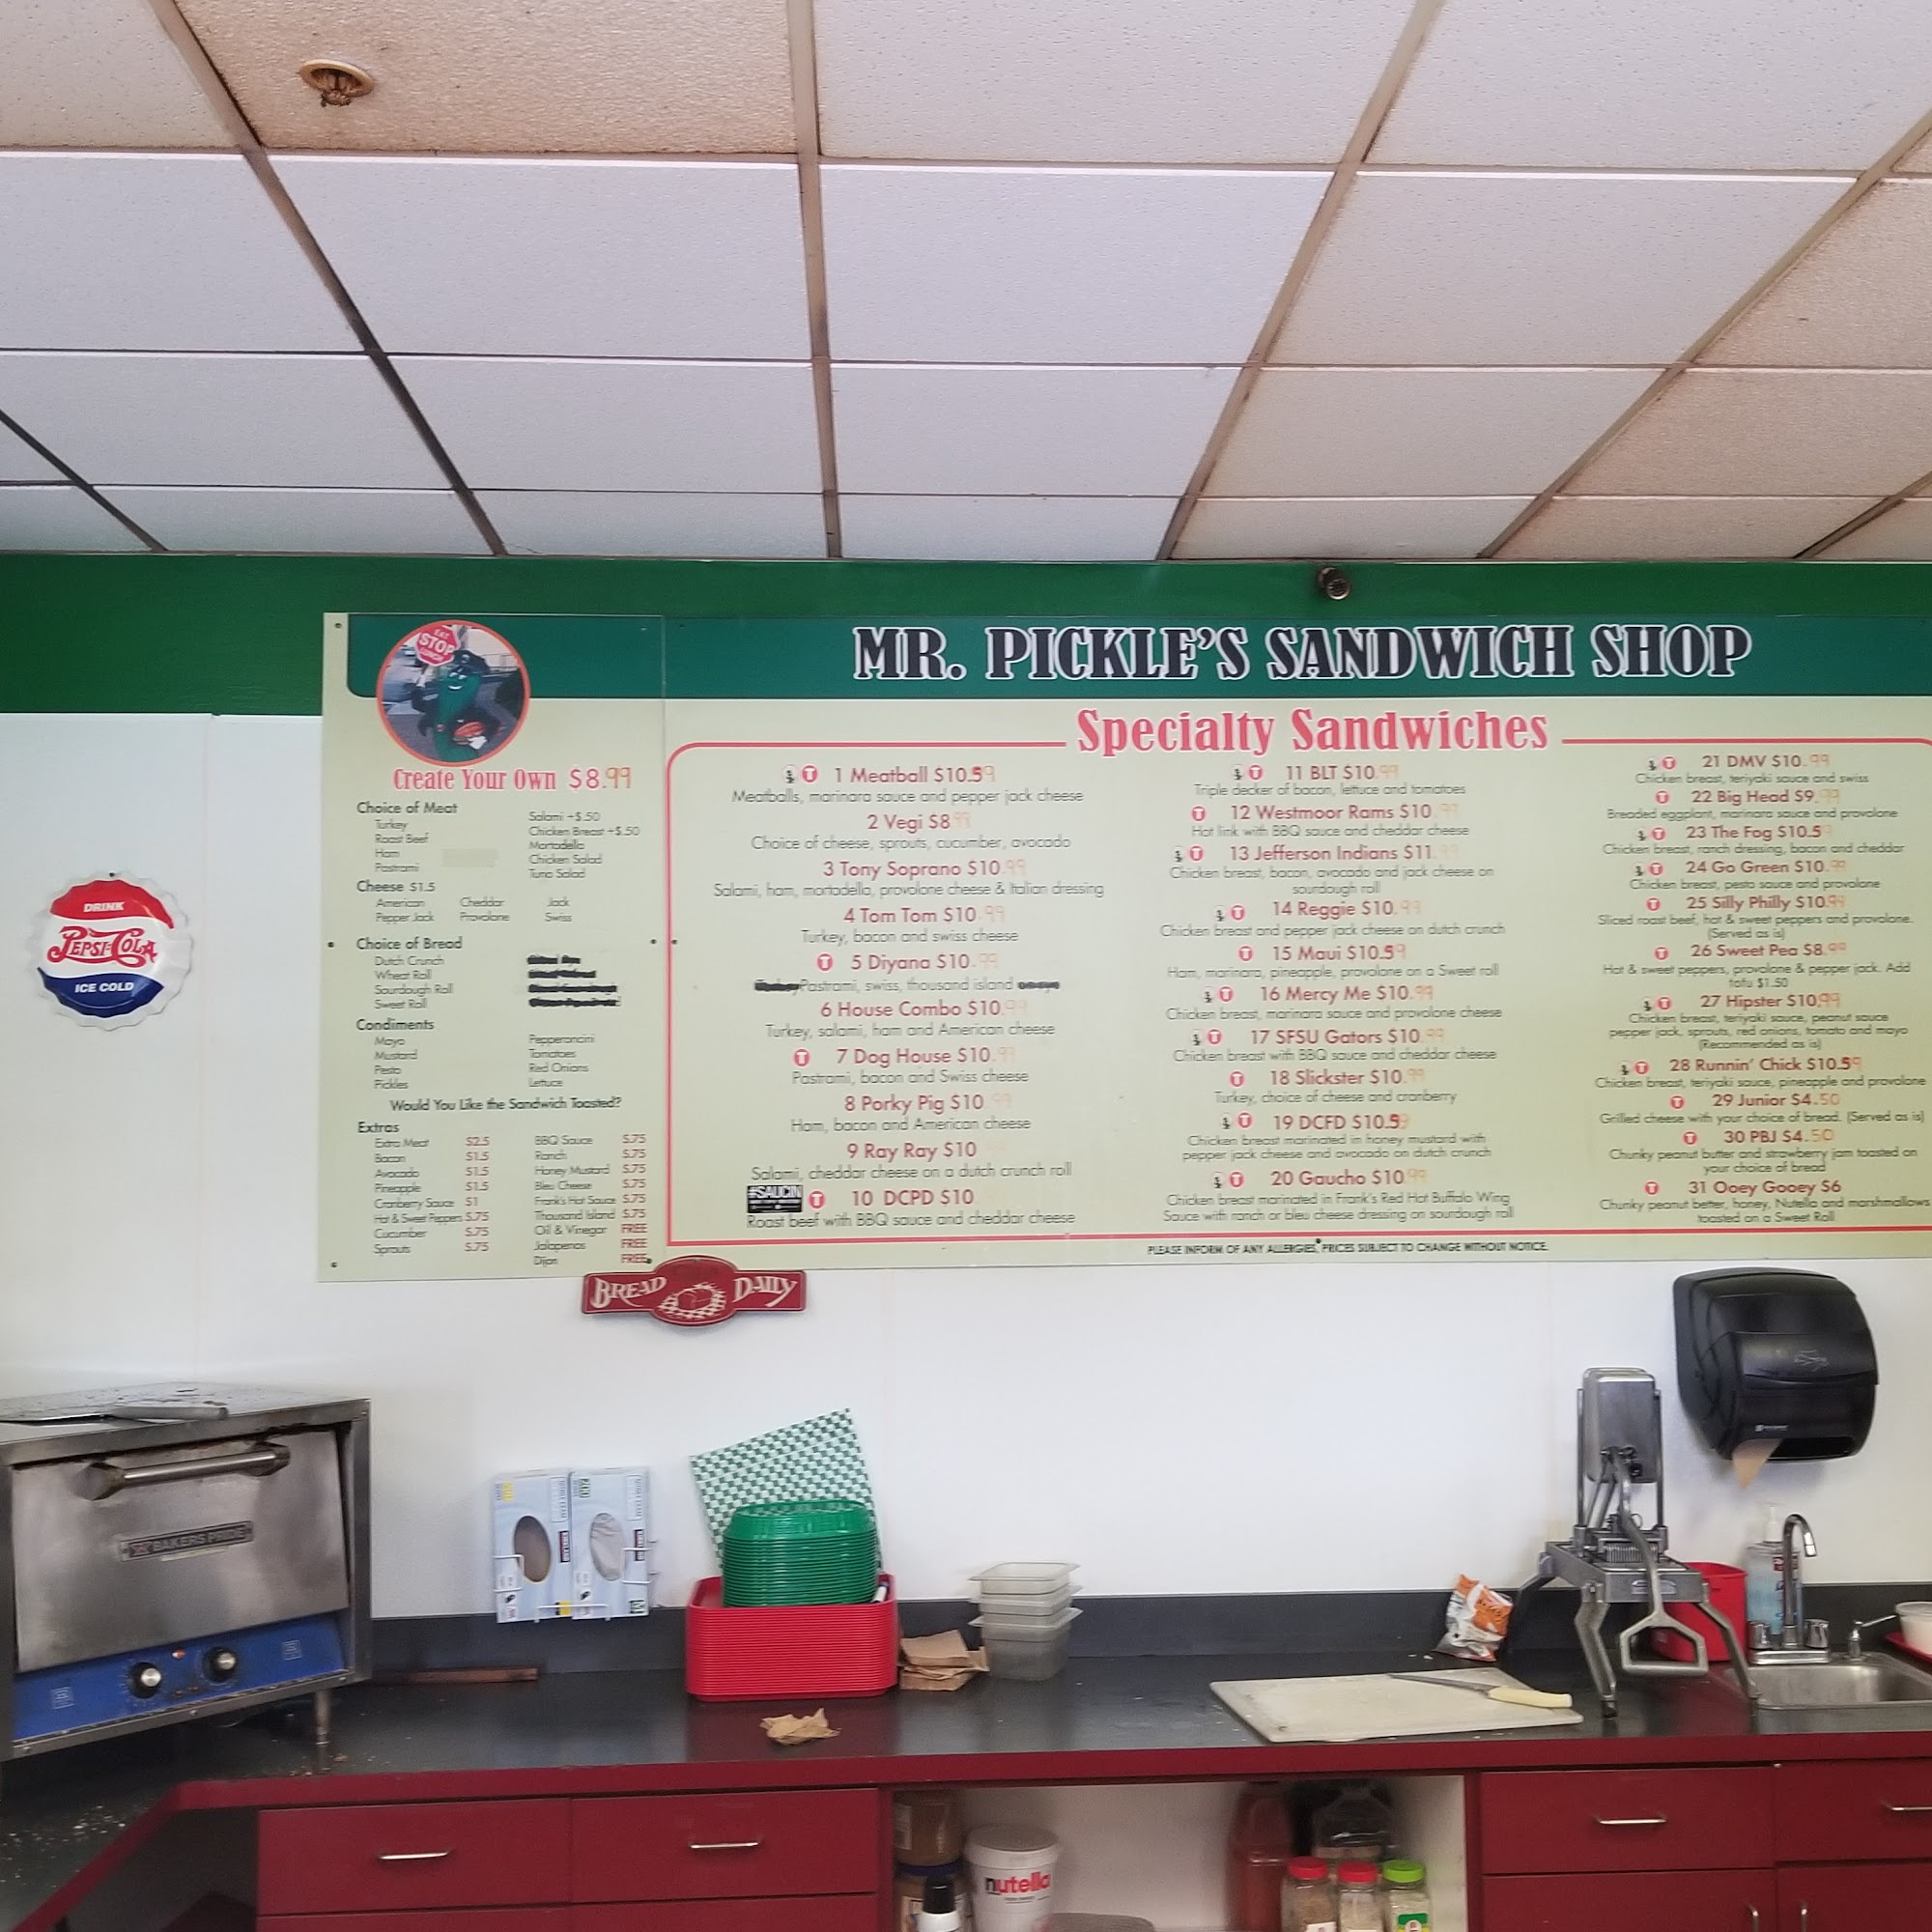 EAT
STOP
LUNCH
MR. PICKLE'S SANDWICH SHOP
Create Your Own $8.99
Choice of Meat
Turkey
Roast Beef
Ham
Pastrami
Salami +$.50
Chicken Breast +$.50
Mortadella
Chicken Salad
Tuna Salad
Cheese $1.5
American Cheddar Jack
Pepper Jack Provolone Swiss
Choice of Bread
Dutch Crunch
Wheat Roll
Sourdough Roll
Sweet Roll
Condiments
Mayo
Mustard
Pesto
Pickles
Pepperoncini
Tomatoes
Red Onions
Lettuce
Would You Like the Sandwich Toasted?
Extras
Extra Meat $2.5
Bacon $1.5
Avocado $1.5
Pineapple $1.5
Cranberry Sauce $1
Hot & Sweet Peppers $.75
Cucumber $.75
Sprouts $.75
BBQ Sauce $.75
Ranch $.75
Honey Mustard $.75
Bleu Cheese $.75
Frank's Hot Sauce $.75
Thousand Island $.75
Oil & Vinegar FREE
Jalapenos FREE
Dijon FREE
Specialty Sandwiches
T 1 Meatball $10.59
Meatballs, marinara sauce and pepper jack cheese
2 Vegi $8.99
Choice of cheese, sprouts, cucumber, avocado
3 Tony Soprano $10.99
Salami, ham, mortadella, provolone cheese & Italian dressing
4 Tom Tom $10.99
Turkey, bacon and swiss cheese
T 5 Diyana $10.99
Pastrami, swiss, thousand island
6 House Combo $10.99
Turkey, salami, ham and American cheese
T 7 Dog House $10.99
Pastrami, bacon and Swiss cheese
8 Porky Pig $10.99
Ham, bacon and American cheese
9 Ray Ray $10
Salami, cheddar cheese on a dutch crunch roll
#SAUCIN T 10 DCPD $10
Roast beef with BBQ sauce and cheddar cheese
T 11 BLT $10.99
Triple decker of bacon, lettuce and tomatoes
T 12 Westmoor Rams $10.99
Hot link with BBQ sauce and cheddar cheese
T 13 Jefferson Indians $11.99
Chicken breast, bacon, avocado and jack cheese on
sourdough roll
T 14 Reggie $10.99
Chicken breast and pepper jack cheese on dutch crunch
T 15 Maui $10.59
Ham, marinara, pineapple, provolone on a Sweet roll
T 16 Mercy Me $10.99
Chicken breast, marinara sauce and provolone cheese
T 17 SFSU Gators $10.99
Chicken breast with BBQ sauce and cheddar cheese
T 18 Slickster $10.99
Turkey, choice of cheese and cranberry
T 19 DCFD $10.59
Chicken breast marinated in honey mustard with
pepper jack cheese and avocado on dutch crunch
T 20 Gaucho $10.99
Chicken breast marinated in Frank's Red Hot Buffalo Wing
Sauce with ranch or bleu cheese dressing on sourdough roll
T 21 DMV $10.99
Chicken breast, teriyaki sauce and swiss
T 22 Big Head $9.99
Breaded eggplant, marinara sauce and provolone
T 23 The Fog $10.59
Chicken breast, ranch dressing, bacon and cheddar
T 24 Go Green $10.99
Chicken breast, pesto sauce and provolone
T 25 Silly Philly $10.99
Sliced roast beef, hot & sweet peppers and provolone.
(Served as is)
T 26 Sweet Pea $8.99
Hot & sweet peppers, provolone & pepper jack. Add
tofu $1.50
T 27 Hipster $10.99
Chicken breast, teriyaki sauce, peanut sauce
pepper jack, sprouts, red onions, tomato and mayo
(Recommended as is)
T 28 Runnin' Chick $10.59
Chicken breast, teriyaki sauce, pineapple and provolone
T 29 Junior $4.50
Grilled cheese with your choice of bread. (Served as is)
T 30 PBJ $4.50
Chunky peanut butter and strawberry jam toasted on
your choice of bread
T 31 Ooey Gooey $6
Chunky peanut better, honey, Nutella and marshmallows
toasted on a Sweet Roll
PLEASE INFORM OF ANY ALLERGIES, PRICES SUBJECT TO CHANGE WITHOUT NOTICE.
DRINK
PEPSI-COLA
ICE COLD
BREAD DAILY
BAKERS PRIDE
nutella